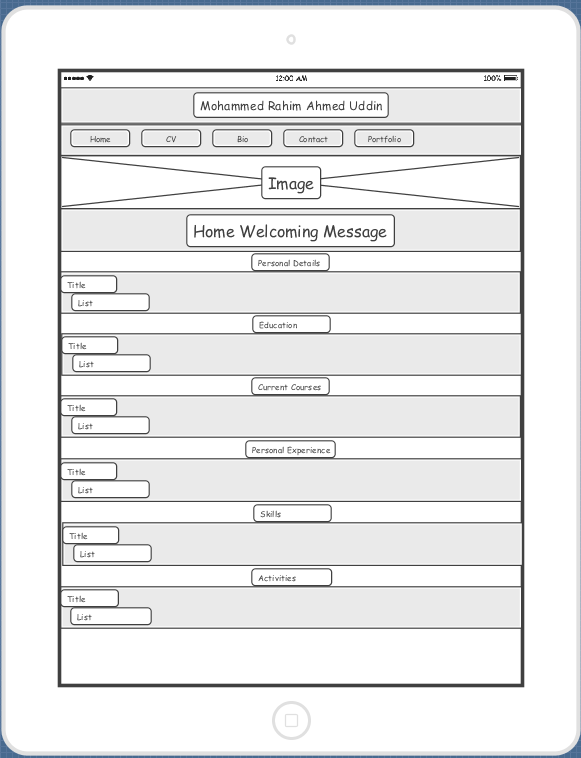 12:00 AM 100%
Mohammed Rahim Ahmed Uddin
Home CV Bio Contact Portfolio
Image
Home Welcoming Message
Personal Details
Title
List
Education
Title
List
Current Courses
Title
List
Personal Experience
Title
List
Skills
Title
List
Activities
Title
List